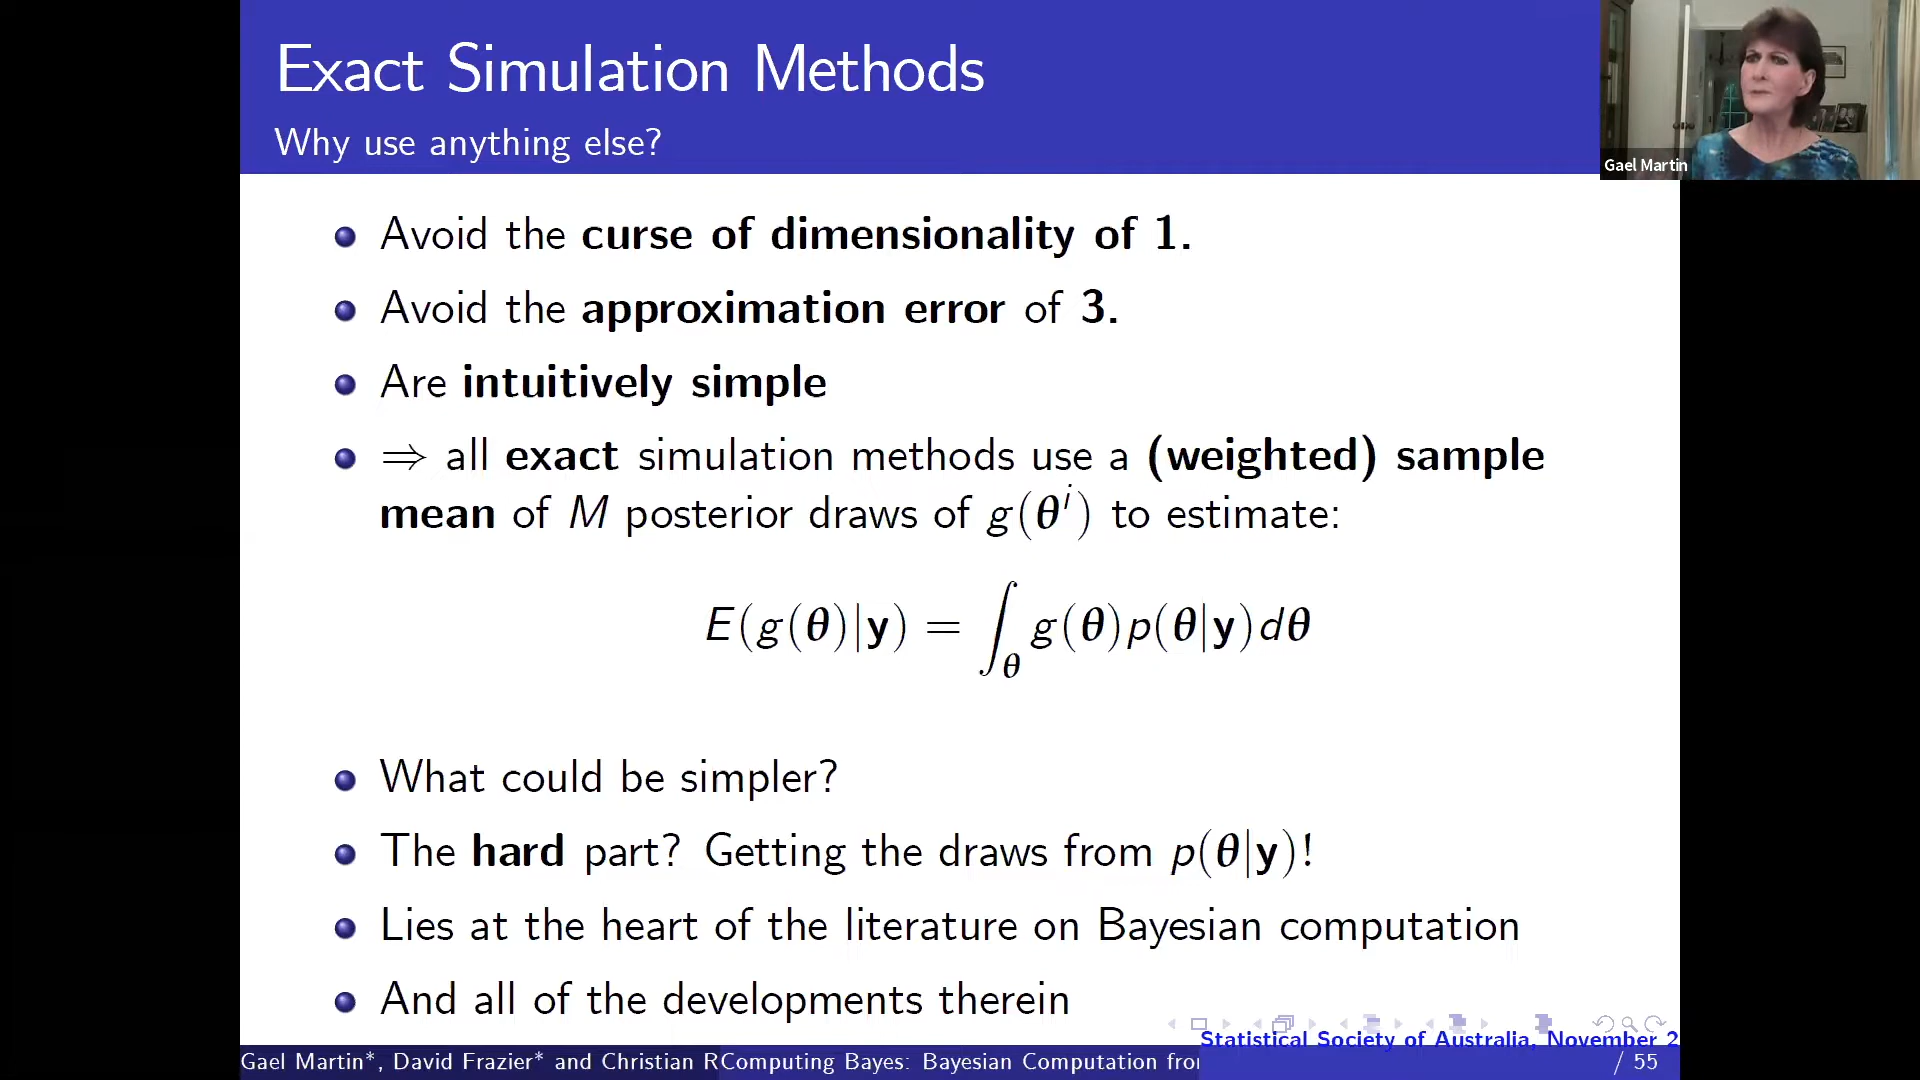 Exact Simulation Methods
Why use anything else?
Gael Martin
Avoid the curse of dimensionality of 1.
Avoid the approximation error of 3.
Are intuitively simple
⇒ all exact simulation methods use a (weighted) sample
mean of M posterior draws of g(θ^i) to estimate:
E(g(θ)|y) = ∫_θ g(θ)p(θ|y)dθ
What could be simpler?
The hard part? Getting the draws from p(θ|y)!
Lies at the heart of the literature on Bayesian computation
And all of the developments therein
Statistical Society of Australia, November 2
Gael Martin*, David Frazier* and Christian R Computing Bayes: Bayesian Computation fro / 55